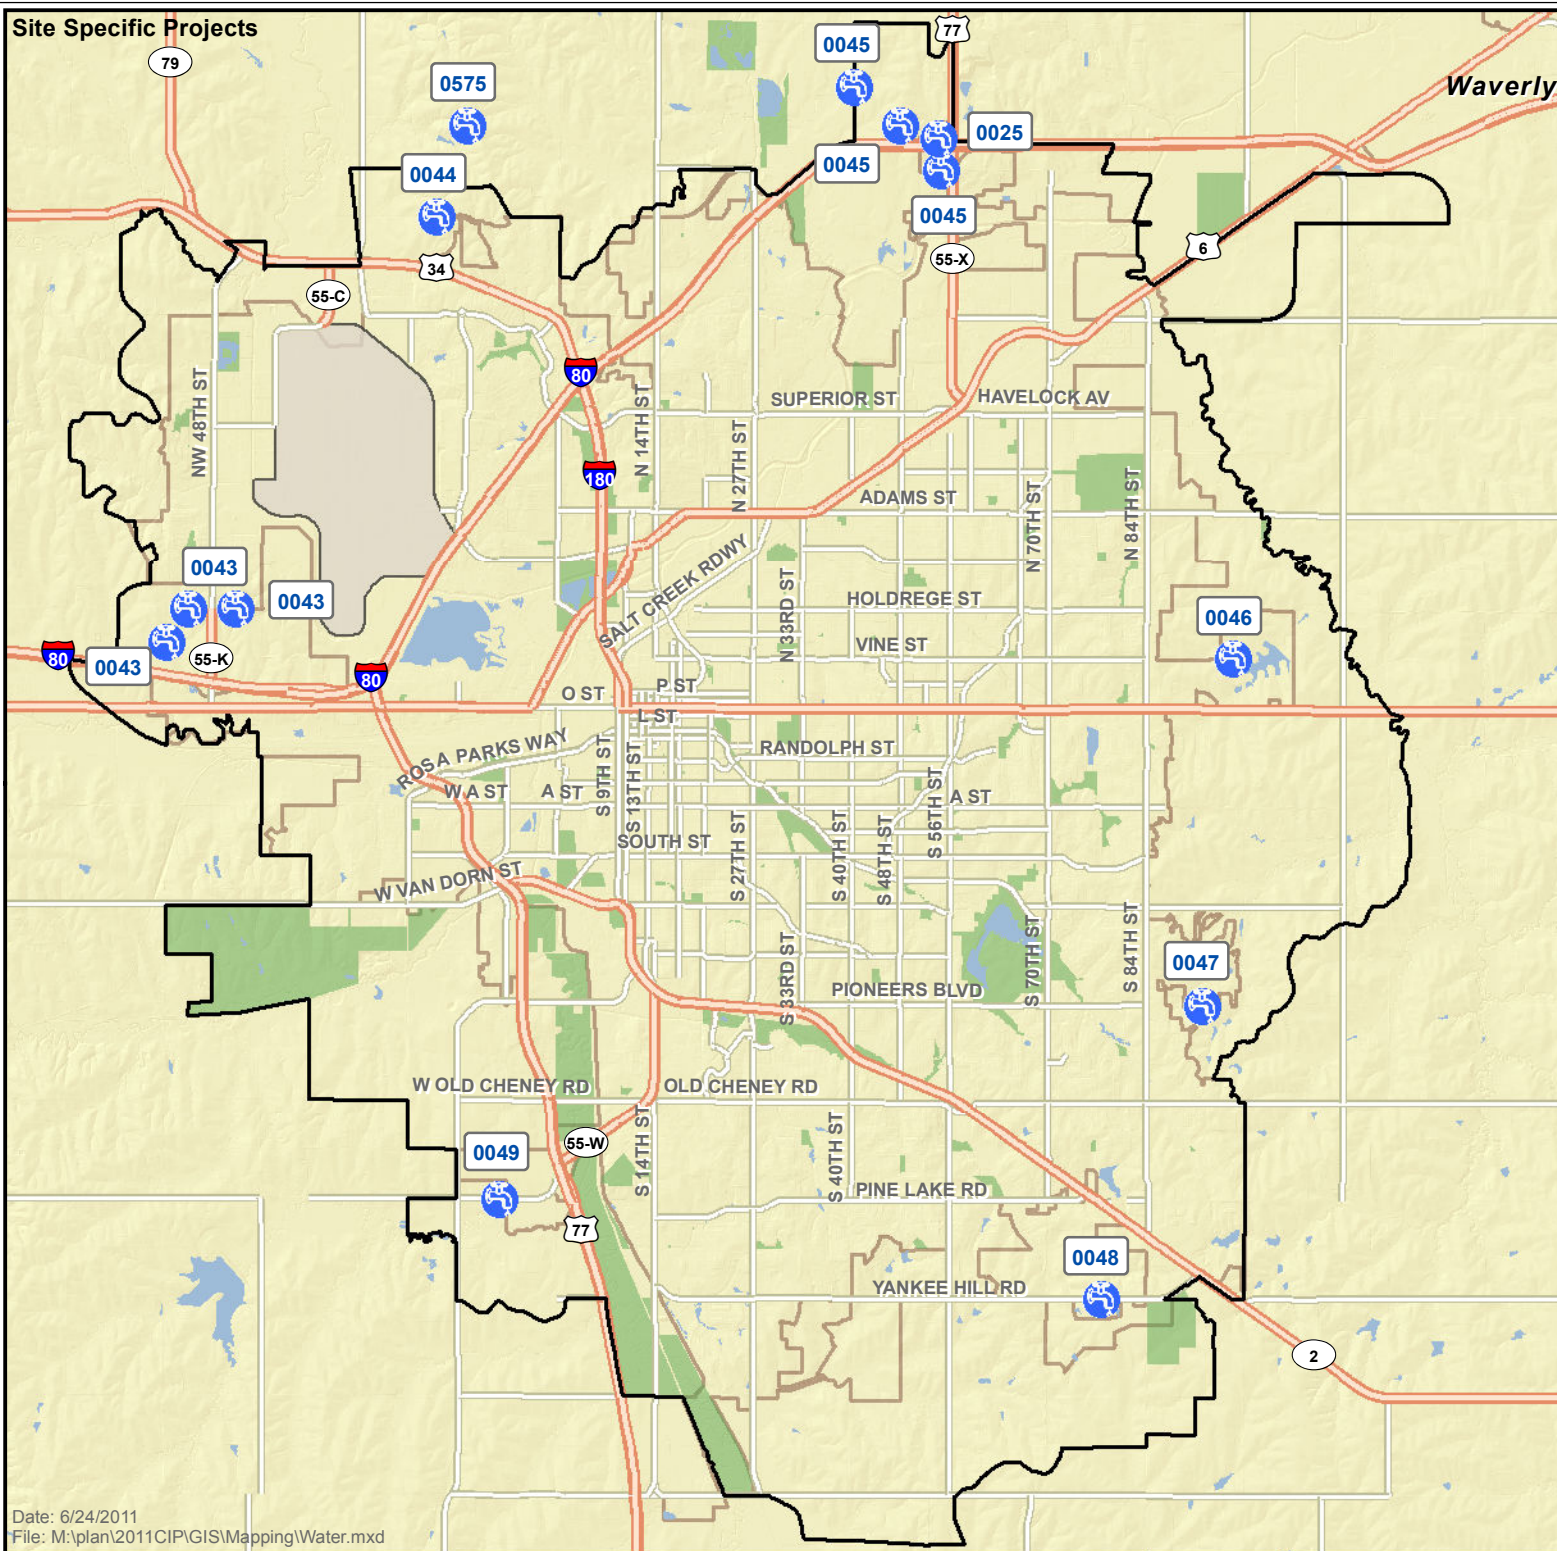 Site Specific Projects
77
0045
79
0575
Waverly
0025
0045
0044
0045
6
55-X
34
55-C
80
SUPERIOR ST
HAVELOCK AV
NW 48TH ST
N 14TH ST
N 27TH ST
180
ADAMS ST
N 70TH ST
N 84TH ST
SALT CREEK RDWY
0043
0043
N 33RD ST
HOLDREGE ST
0046
VINE ST
80
0043
55-K
80
O ST
P ST
L ST
ROSA PARKS WAY
RANDOLPH ST
S 9TH ST
S 13TH ST
W A ST
A ST
S 56TH ST
A ST
SOUTH ST
S 27TH ST
S 40TH ST
S 48TH ST
W VAN DORN ST
S 33RD ST
S 70TH ST
S 84TH ST
0047
PIONEERS BLVD
W OLD CHENEY RD
OLD CHENEY RD
55-W
0049
S 14TH ST
S 40TH ST
PINE LAKE RD
77
0048
YANKEE HILL RD
2
Date: 6/24/2011
File: M:\plan\2011CIP\GIS\Mapping\Water.mxd